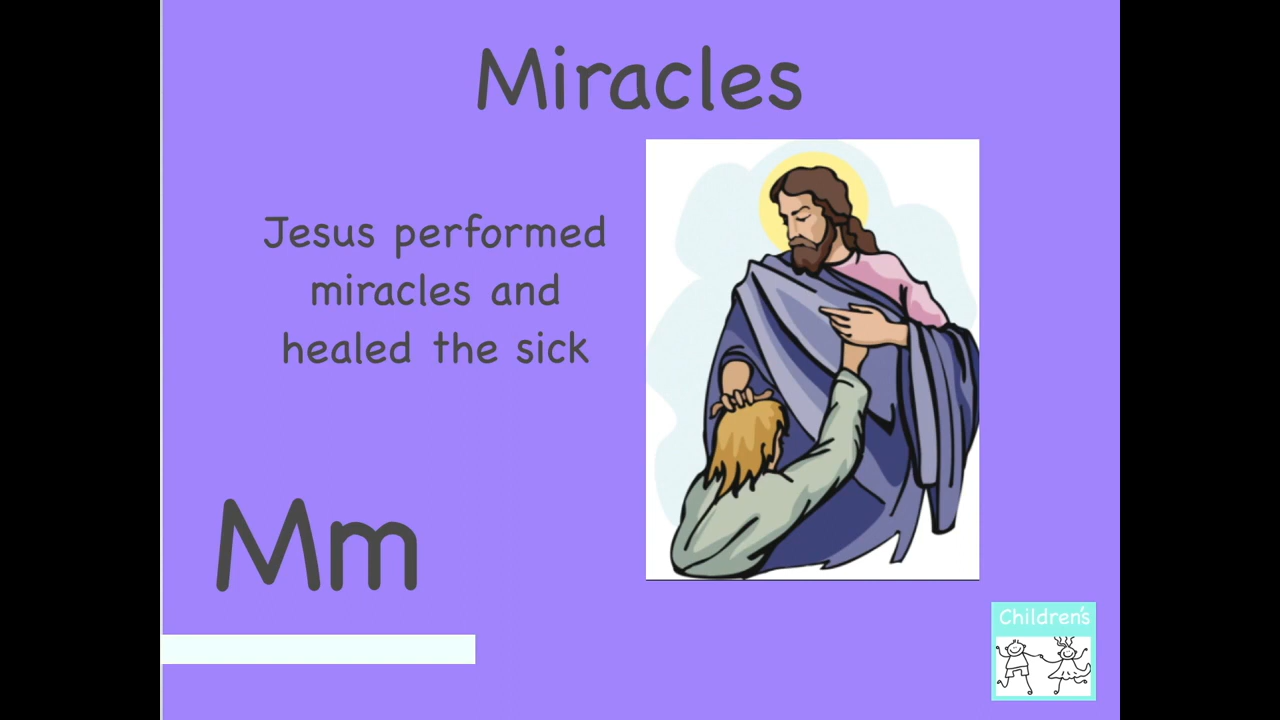 Miracles
Jesus performed
miracles and
healed the sick
Mm
Children's